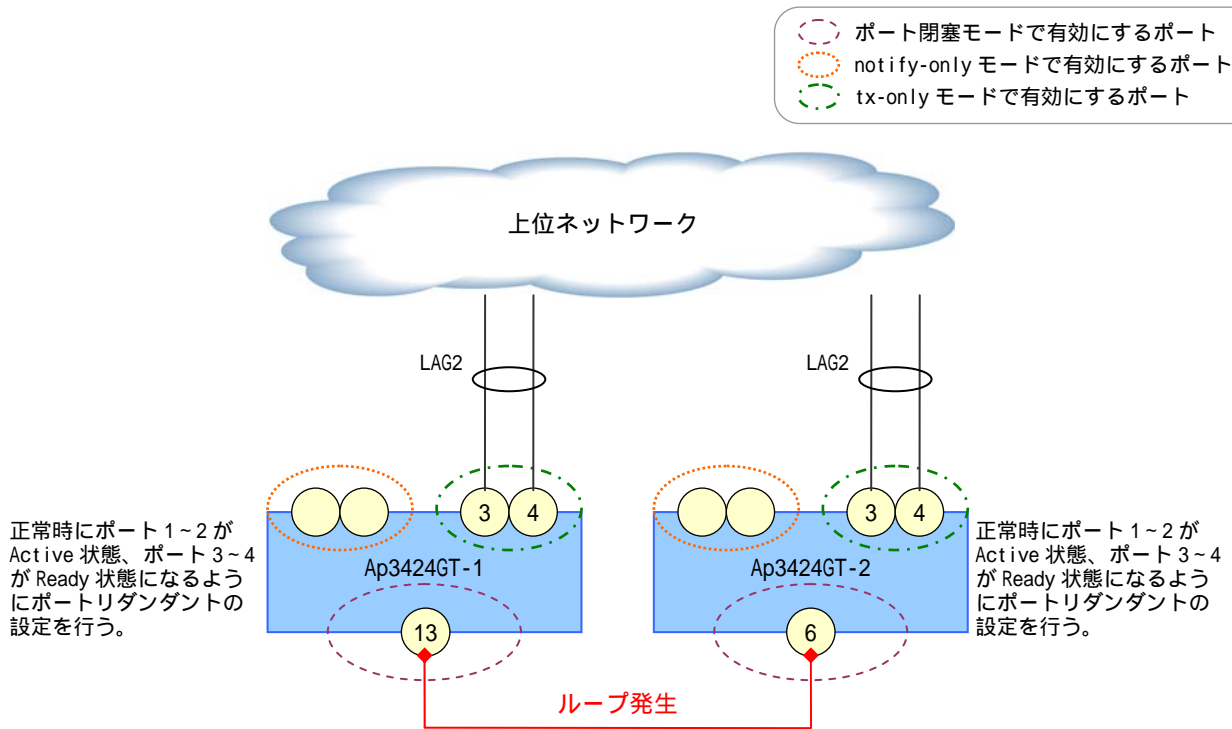 ポート閉塞モードで有効にするポート
notify-only モードで有効にするポート
tx-only モードで有効にするポート
上位ネットワーク
LAG2
LAG2
3
4
3
4
正常時にポート 1~2 が
Active 状態、ポート 3~4
が Ready 状態になるよう
にポートリダンダントの
設定を行う。
Ap3424GT-1
Ap3424GT-2
正常時にポート 1~2 が
Active 状態、ポート 3~4
が Ready 状態になるよう
にポートリダンダントの
設定を行う。
13
6
ループ発生